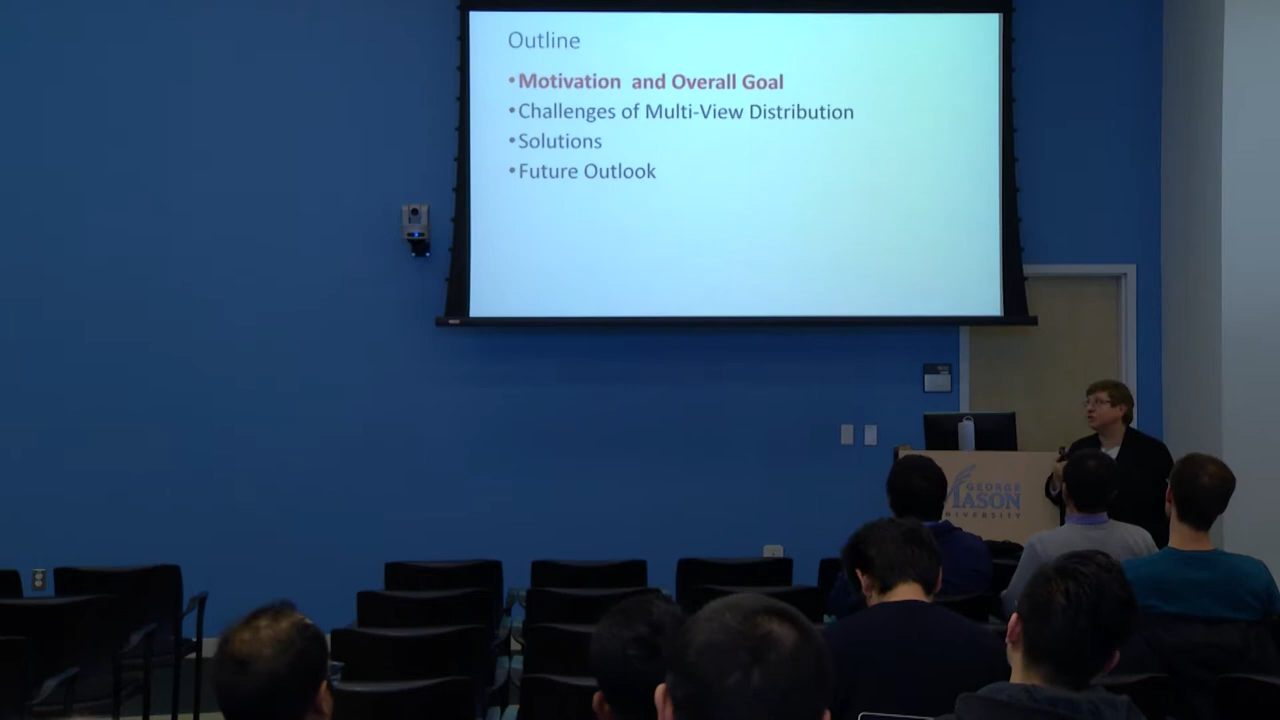 Outline
•Motivation and Overall Goal
•Challenges of Multi-View Distribution
•Solutions
•Future Outlook
GEORGE
MASON
UNIVERSITY